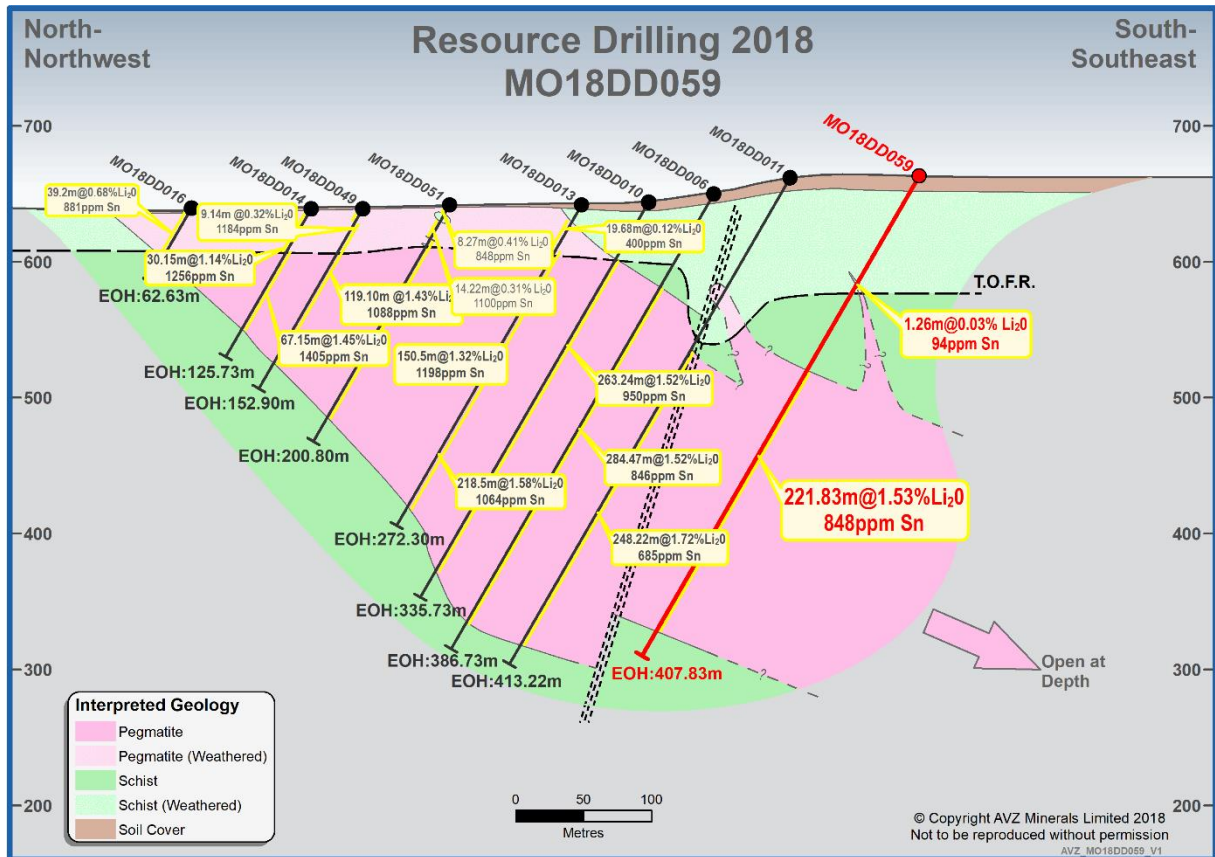 North-
Northwest
Resource Drilling 2018
MO18DD059
South-
Southeast
700
700
600
600
500
500
400
400
300
300
200
200
MO18DD016
MO18DD014
MO18DD049
MO18DD051
MO18DD013
MO18DD010
MO18DD006
MO18DD011
MO18DD059
39.2m@0.68%Li₂0
881ppm Sn
9.14m @0.32%Li₂0
1184ppm Sn
30.15m@1.14%Li₂0
1256ppm Sn
8.27m@0.41% Li₂0
848ppm Sn
19.68m@0.12%Li₂0
400ppm Sn
14.22m@0.31% Li₂0
1100ppm Sn
119.10m @1.43%Li₂0
1088ppm Sn
67.15m@1.45%Li₂0
1405ppm Sn
150.5m@1.32%Li₂0
1198ppm Sn
263.24m@1.52%Li₂0
950ppm Sn
284.47m@1.52%Li₂0
846ppm Sn
218.5m@1.58%Li₂0
1064ppm Sn
248.22m@1.72%Li₂0
685ppm Sn
T.O.F.R.
1.26m@0.03% Li₂0
94ppm Sn
221.83m@1.53%Li₂0
848ppm Sn
EOH:62.63m
EOH:125.73m
EOH:152.90m
EOH:200.80m
EOH:272.30m
EOH:335.73m
EOH:386.73m
EOH:413.22m
EOH:407.83m
?
?
?
?
?
Open at
Depth
Interpreted Geology
Pegmatite
Pegmatite (Weathered)
Schist
Schist (Weathered)
Soil Cover
0 50 100
Metres
© Copyright AVZ Minerals Limited 2018
Not to be reproduced without permission
AVZ_MO18DD059_V1